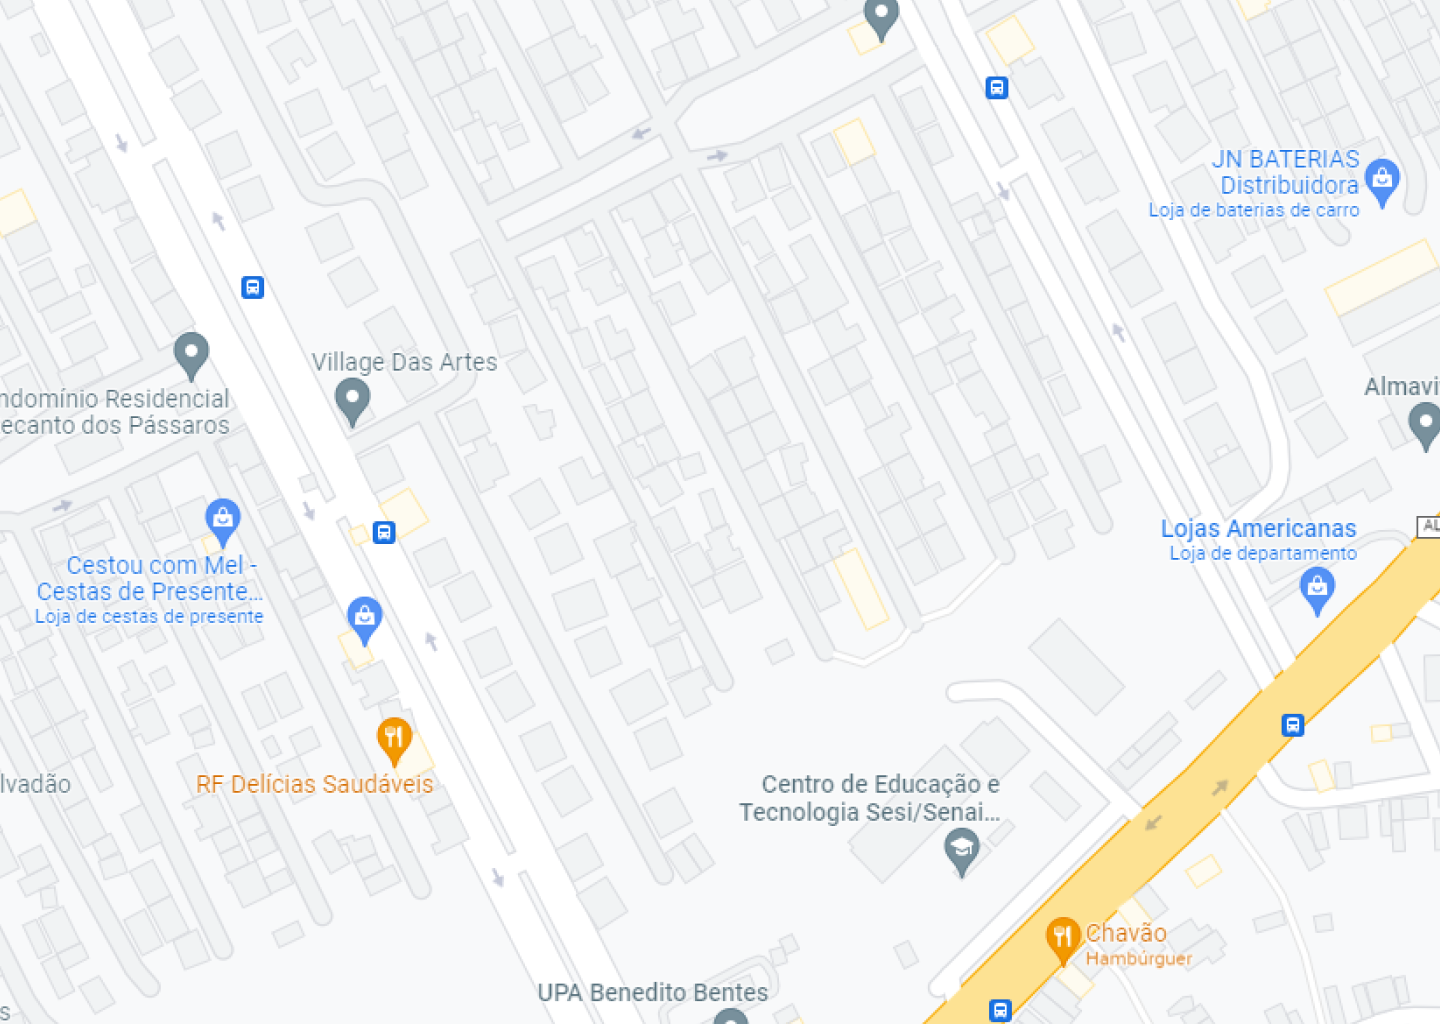 JN BATERIAS
Distribuidora
Loja de baterias de carro
Village Das Artes
ndomínio Residencial
ecanto dos Pássaros
Almavi
AL
Lojas Americanas
Loja de departamento
Cestou com Mel -
Cestas de Presente...
Loja de cestas de presente
RF Delícias Saudáveis
lvadão
Centro de Educação e
Tecnologia Sesi/Senai...
Chavão
Hambúrguer
UPA Benedito Bentes
s